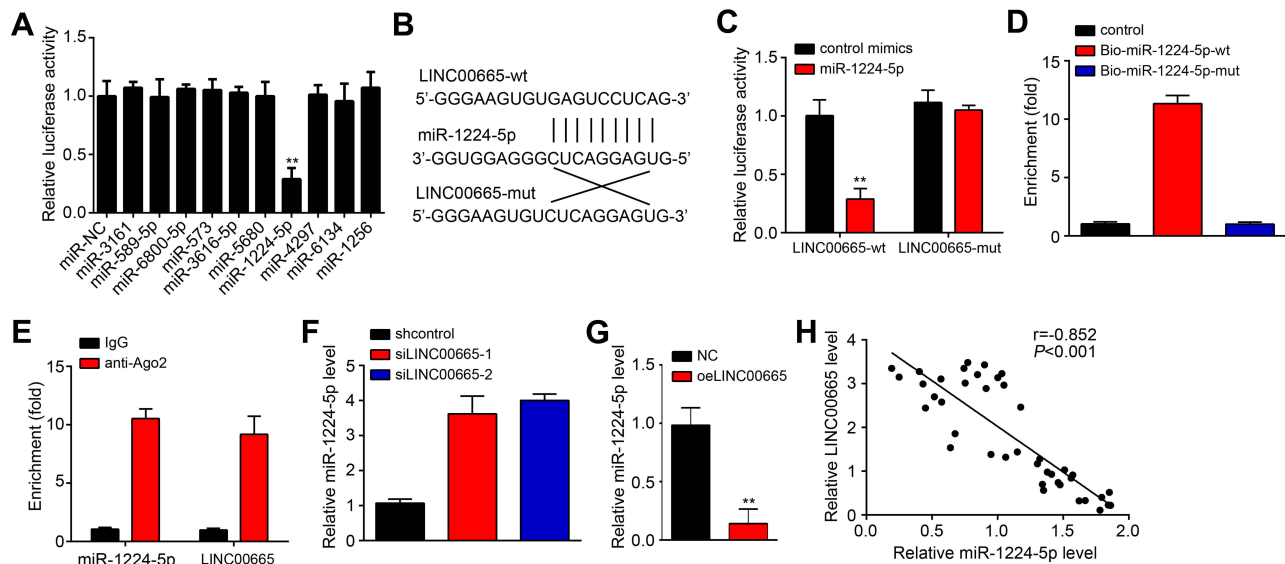 A
Relative luciferase activity
1.5
1.0
0.5
0.0
**
miR-NC
miR-3161
miR-589-5p
miR-6800-5p
miR-573
miR-3616-5p
miR-5680
miR-1224-5p
miR-4297
miR-6134
miR-1256
B
LINC00665-wt
5'-GGGAAGUGUGAGUCCUCAG-3'
miR-1224-5p
3'-GGUGGAGGGCUCAGGAGUG-5'
LINC00665-mut
5'-GGGAAGUGUCUCAGGAGUG-3'
C
control mimics
miR-1224-5p
Relative luciferase activity
1.5
1.0
0.5
0.0
**
LINC00665-wt
LINC00665-mut
D
control
Bio-miR-1224-5p-wt
Bio-miR-1224-5p-mut
Enrichment (fold)
15
10
5
0
E
IgG
anti-Ago2
Enrichment (fold)
15
10
5
0
miR-1224-5p
LINC00665
F
shcontrol
siLINC00665-1
siLINC00665-2
Relative miR-1224-5p level
5
4
3
2
1
0
G
NC
oeLINC00665
Relative miR-1224-5p level
1.5
1.0
0.5
0.0
**
H
r=-0.852
P<0.001
Relative LINC00665 level
4
3
2
1
0
0.0
0.5
1.0
1.5
2.0
Relative miR-1224-5p level